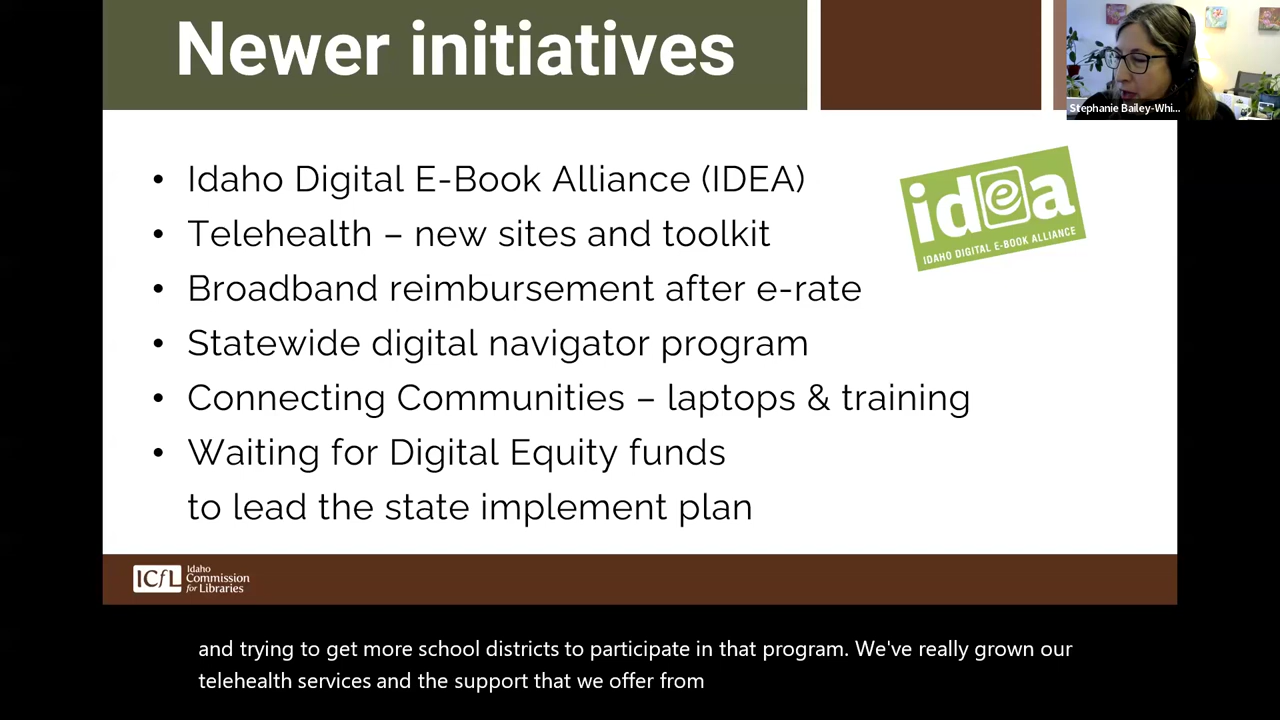 Newer initiatives
Stephanie Bailey-Whi...
• Idaho Digital E-Book Alliance (IDEA)
• Telehealth – new sites and toolkit
• Broadband reimbursement after e-rate
• Statewide digital navigator program
• Connecting Communities – laptops & training
• Waiting for Digital Equity funds
to lead the state implement plan
idea
IDAHO DIGITAL E-BOOK ALLIANCE
ICfL
Idaho
Commission
for Libraries
and trying to get more school districts to participate in that program. We've really grown our
telehealth services and the support that we offer from